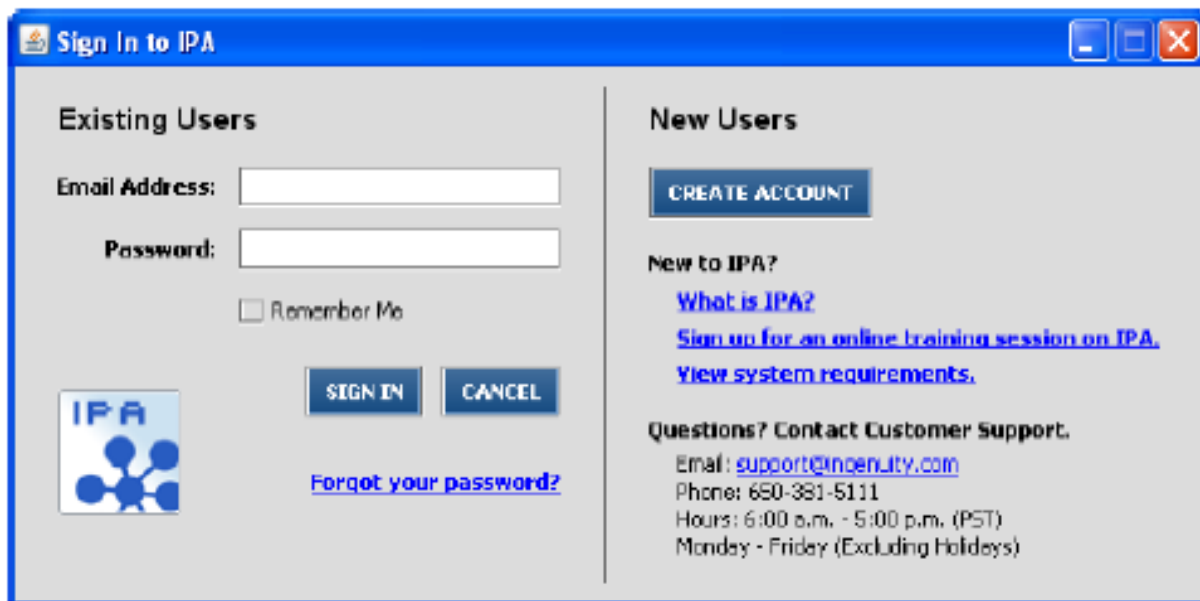 Sign In to IPA
Existing Users
Email Address:
Password:
Remember Me
SIGN IN
CANCEL
IPA
Forgot your password?
New Users
CREATE ACCOUNT
New to IPA?
What is IPA?
Sign up for an online training session on IPA.
View system requirements.
Questions? Contact Customer Support.
Email: support@ingenuity.com
Phone: 650-381-5111
Hours: 6:00 a.m. - 5:00 p.m. (PST)
Monday - Friday (Excluding Holidays)